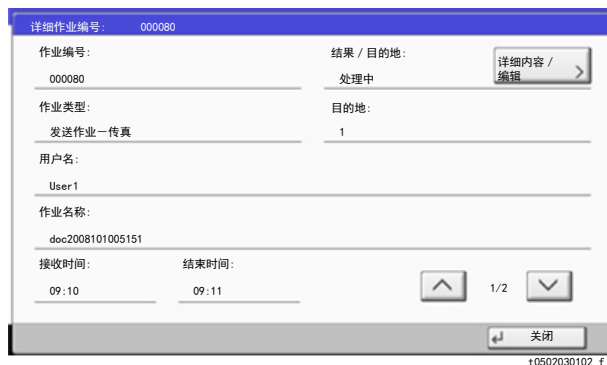 详细作业编号: 000080
作业编号: 结果/目的地:
000080 处理中
详细内容/
编辑
作业类型: 目的地:
发送作业－传真 1
用户名:
User1
作业名称:
doc2008101005151
接收时间: 结束时间:
09:10 09:11
1/2
关闭
t0502030102_f